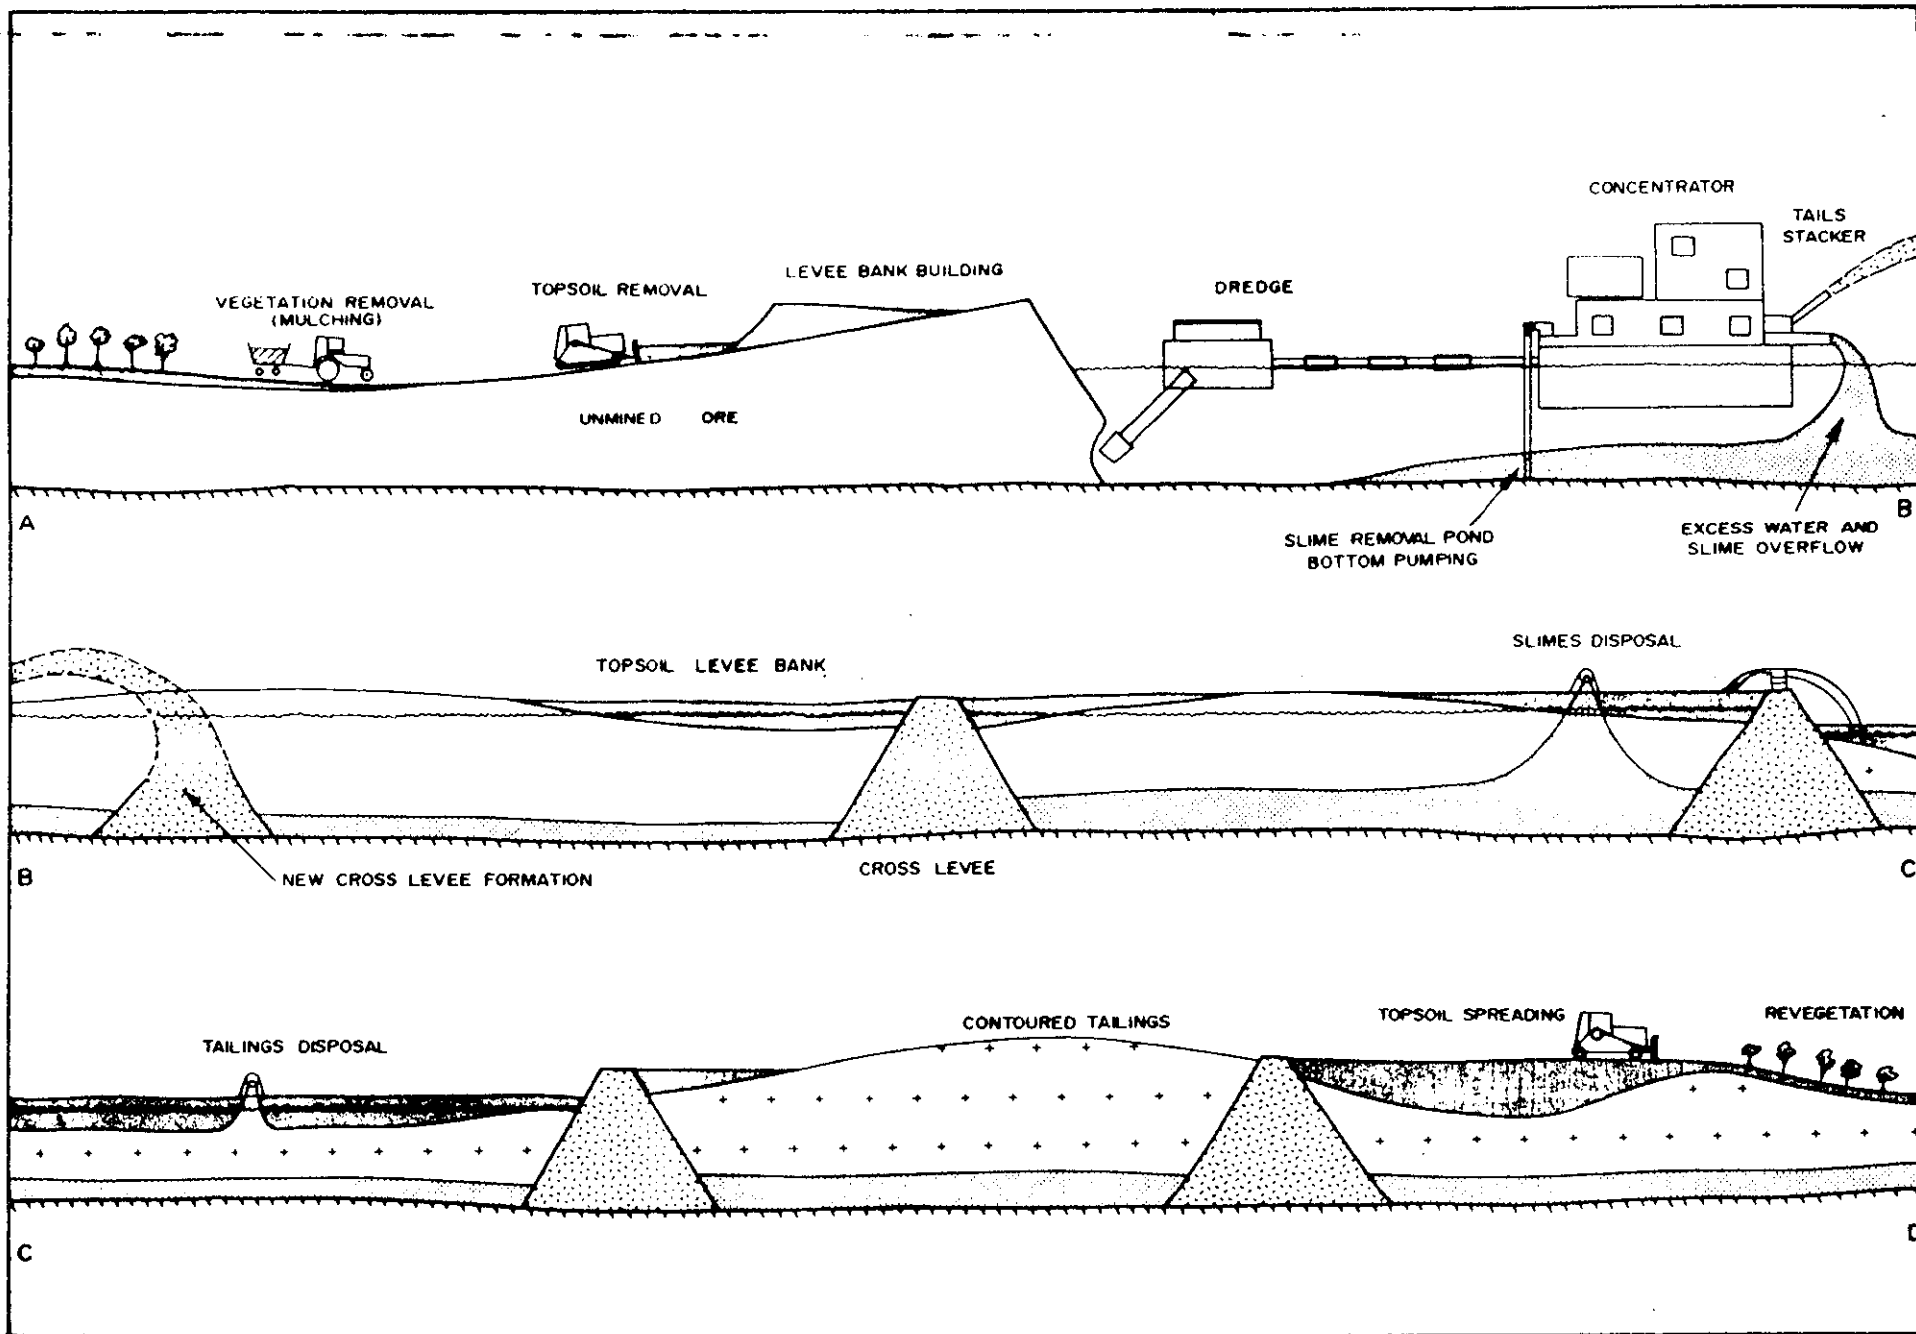 CONCENTRATOR
TAILS
STACKER
LEVEE BANK BUILDING
TOPSOIL REMOVAL
DREDGE
VEGETATION REMOVAL
(MULCHING)
UNMINED ORE
A
B
SLIME REMOVAL POND
BOTTOM PUMPING
EXCESS WATER AND
SLIME OVERFLOW
TOPSOIL LEVEE BANK
SLIMES DISPOSAL
B
NEW CROSS LEVEE FORMATION
CROSS LEVEE
C
TAILINGS DISPOSAL
CONTOURED TAILINGS
TOPSOIL SPREADING
REVEGETATION
C